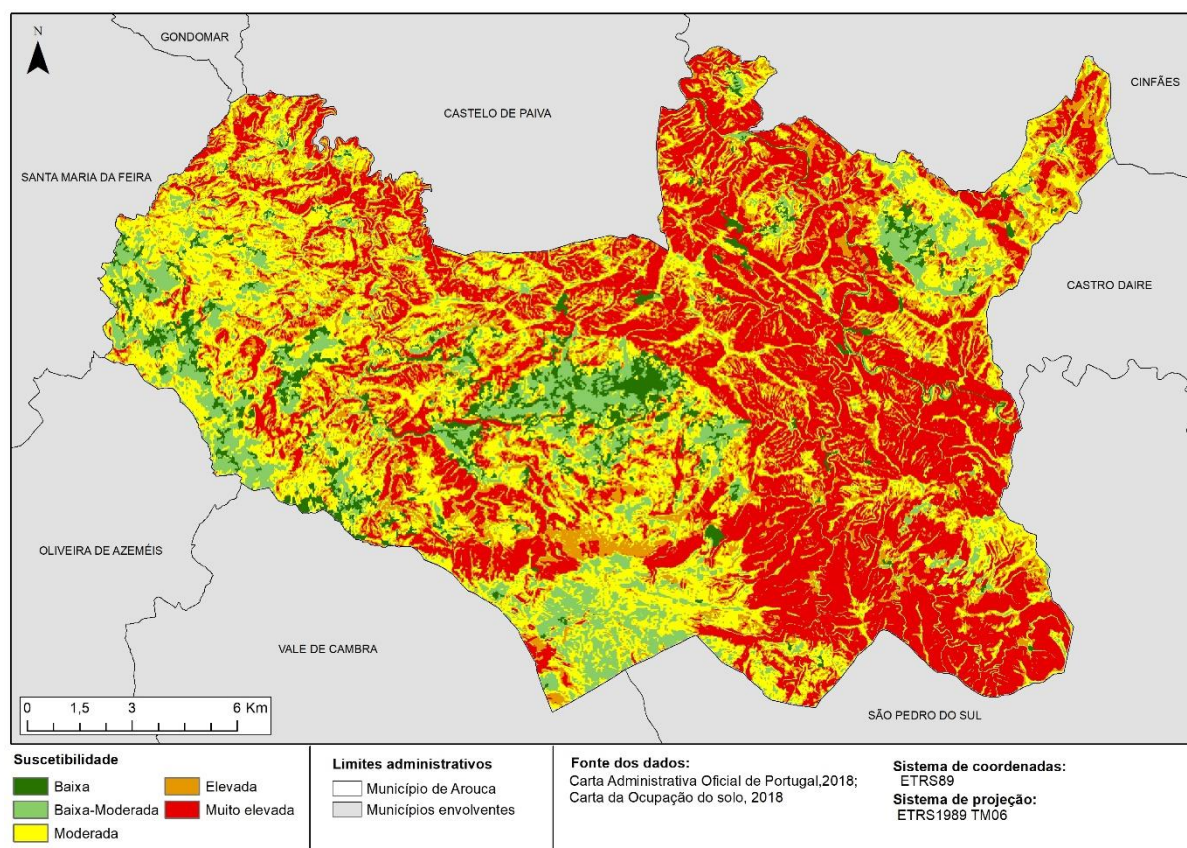 N
GONDOMAR
CINFÃES
CASTELO DE PAIVA
SANTA MARIA DA FEIRA
CASTRO DAIRE
OLIVEIRA DE AZEMÉIS
VALE DE CAMBRA
SÃO PEDRO DO SUL
0 1,5 3 6 Km
Suscetibilidade
Baixa
Baixa-Moderada
Moderada
Elevada
Muito elevada
Limites administrativos
Município de Arouca
Municípios envolventes
Fonte dos dados:
Carta Administrativa Oficial de Portugal,2018;
Carta da Ocupação do solo, 2018
Sistema de coordenadas:
ETRS89
Sistema de projeção:
ETRS1989 TM06